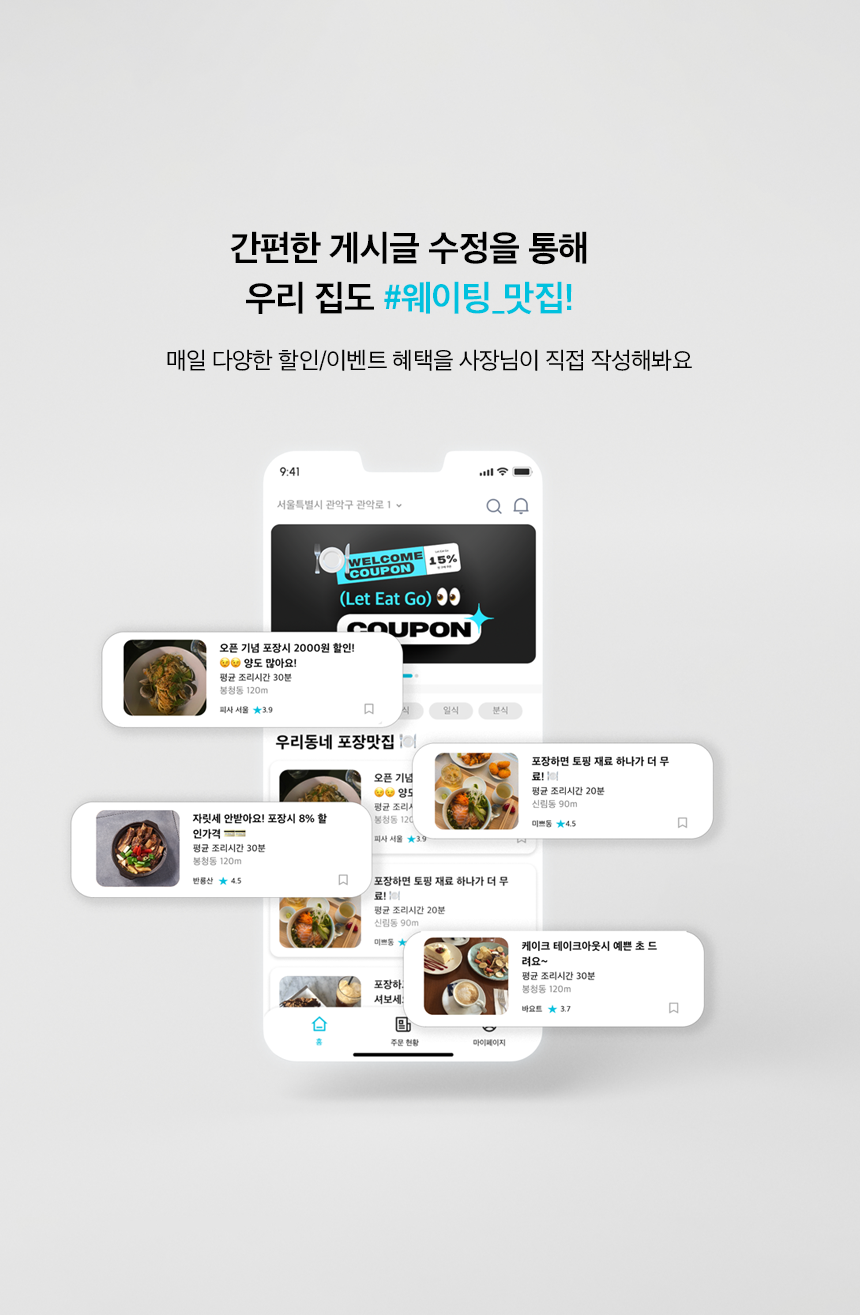 간편한 게시글 수정을 통해
우리 집도 #웨이팅_맛집!
매일 다양한 할인/이벤트 혜택을 사장님이 직접 작성해봐요
9:41
서울특별시 관악구 관악로 1
WELCOME
COUPON
15%
(Let Eat Go) 👀
COUPON
오픈 기념 포장시 2000원 할인!
😆😆 양도 많아요!
평균 조리시간 30분
봉청동 120m
피사 서울 ★3.9
일식
분식
우리동네 포장맛집 🍽️
오픈 기념
😆😆 양
평균 조리시
봉청동 120
피사 서울 ★3.9
포장하면 토핑 재료 하나가 더 무
료! 🍽️
평균 조리시간 20분
신림동 90m
미쁘동 ★4.5
자릿세 안받아요! 포장시 8% 할
인가격 💵💵
평균 조리시간 30분
봉청동 120m
반룡산 ★ 4.5
포장하면 토핑 재료 하나가 더 무
료! 🍽️
평균 조리시간 20분
신림동 90m
미쁘동 ★
케이크 테이크아웃시 예쁜 초 드
려요~
평균 조리시간 30분
봉청동 120m
바요트 ★ 3.7
포장하
셔보세
홈
주문 현황
마이페이지